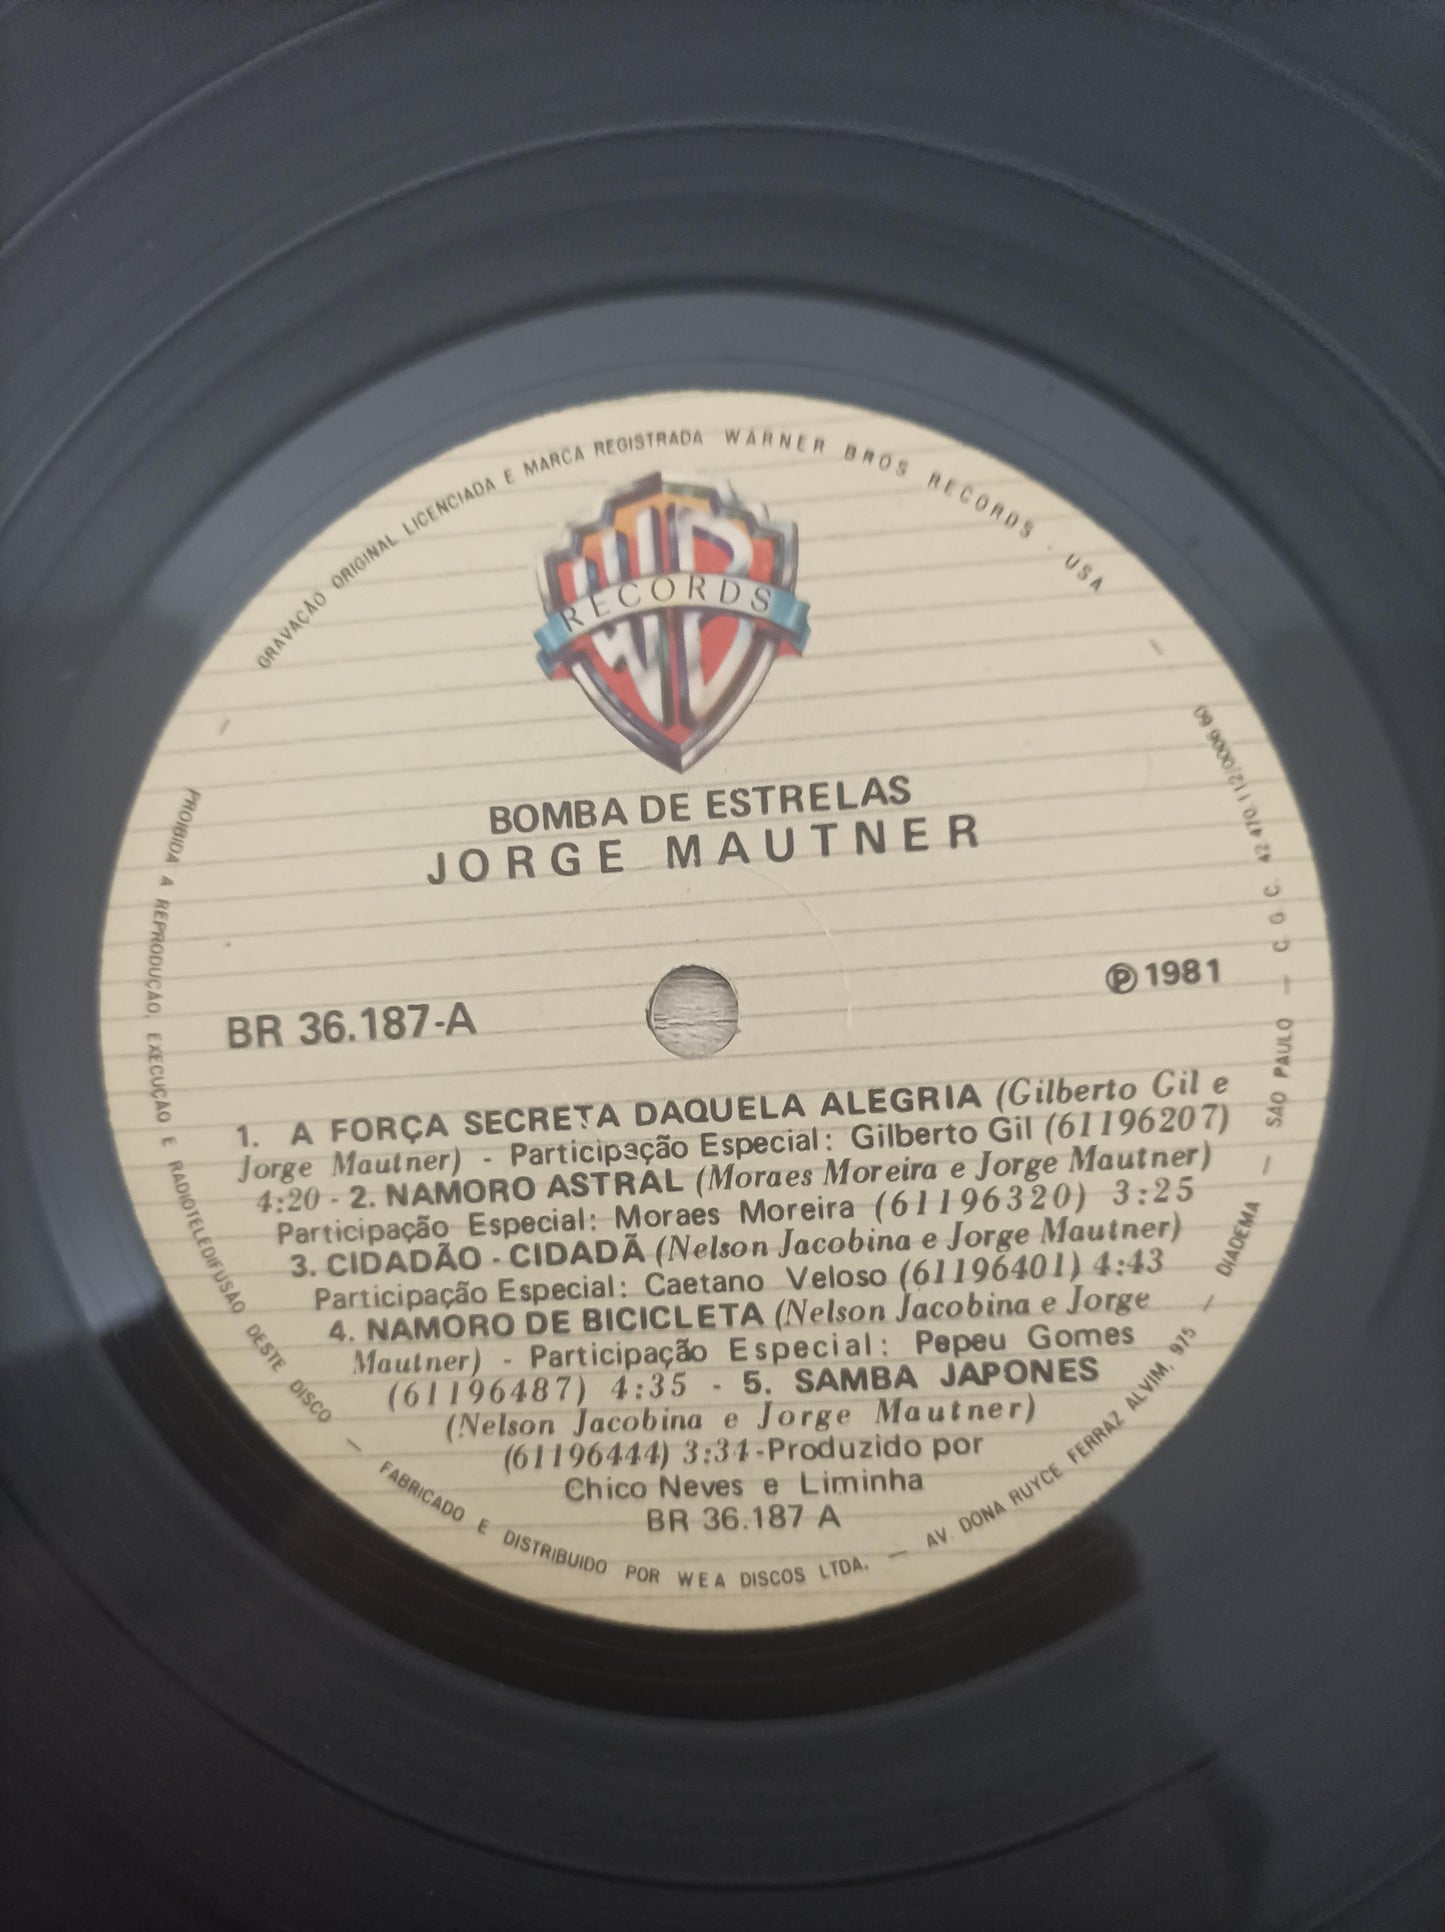 GRAVAÇÃO ORIGINAL LICENCIADA E MARCA REGISTRADA WARNER BROS RECORDS · USA
RECORDS
BOMBA DE ESTRELAS
JORGE MAUTNER
BR 36.187-A
℗ 1981
1. A FORÇA SECRETA DAQUELA ALEGRIA (Gilberto Gil e
Jorge Mautner) - Participação Especial: Gilberto Gil (61196207)
4:20 - 2. NAMORO ASTRAL (Moraes Moreira e Jorge Mautner)
Participação Especial: Moraes Moreira (61196320) 3:25
3. CIDADÃO - CIDADÃ (Nelson Jacobina e Jorge Mautner)
Participação Especial: Caetano Veloso (61196401) 4:43
4. NAMORO DE BICICLETA (Nelson Jacobina e Jorge
Mautner) - Participação Especial: Pepeu Gomes
(61196487) 4:35 - 5. SAMBA JAPONES
(Nelson Jacobina e Jorge Mautner)
(61196444) 3:34-Produzido por
Chico Neves e Liminha
BR 36.187 A
PROIBIDA A REPRODUÇÃO, EXECUÇÃO E RADIOTELEDIFUSÃO DESTE DISCO — FABRICADO E DISTRIBUIDO POR WEA DISCOS LTDA. — AV. DONA RUYCE FERRAZ ALVIM, 975 — DIADEMA — SÃO PAULO — C. G. C. 42.470.112/0006 60